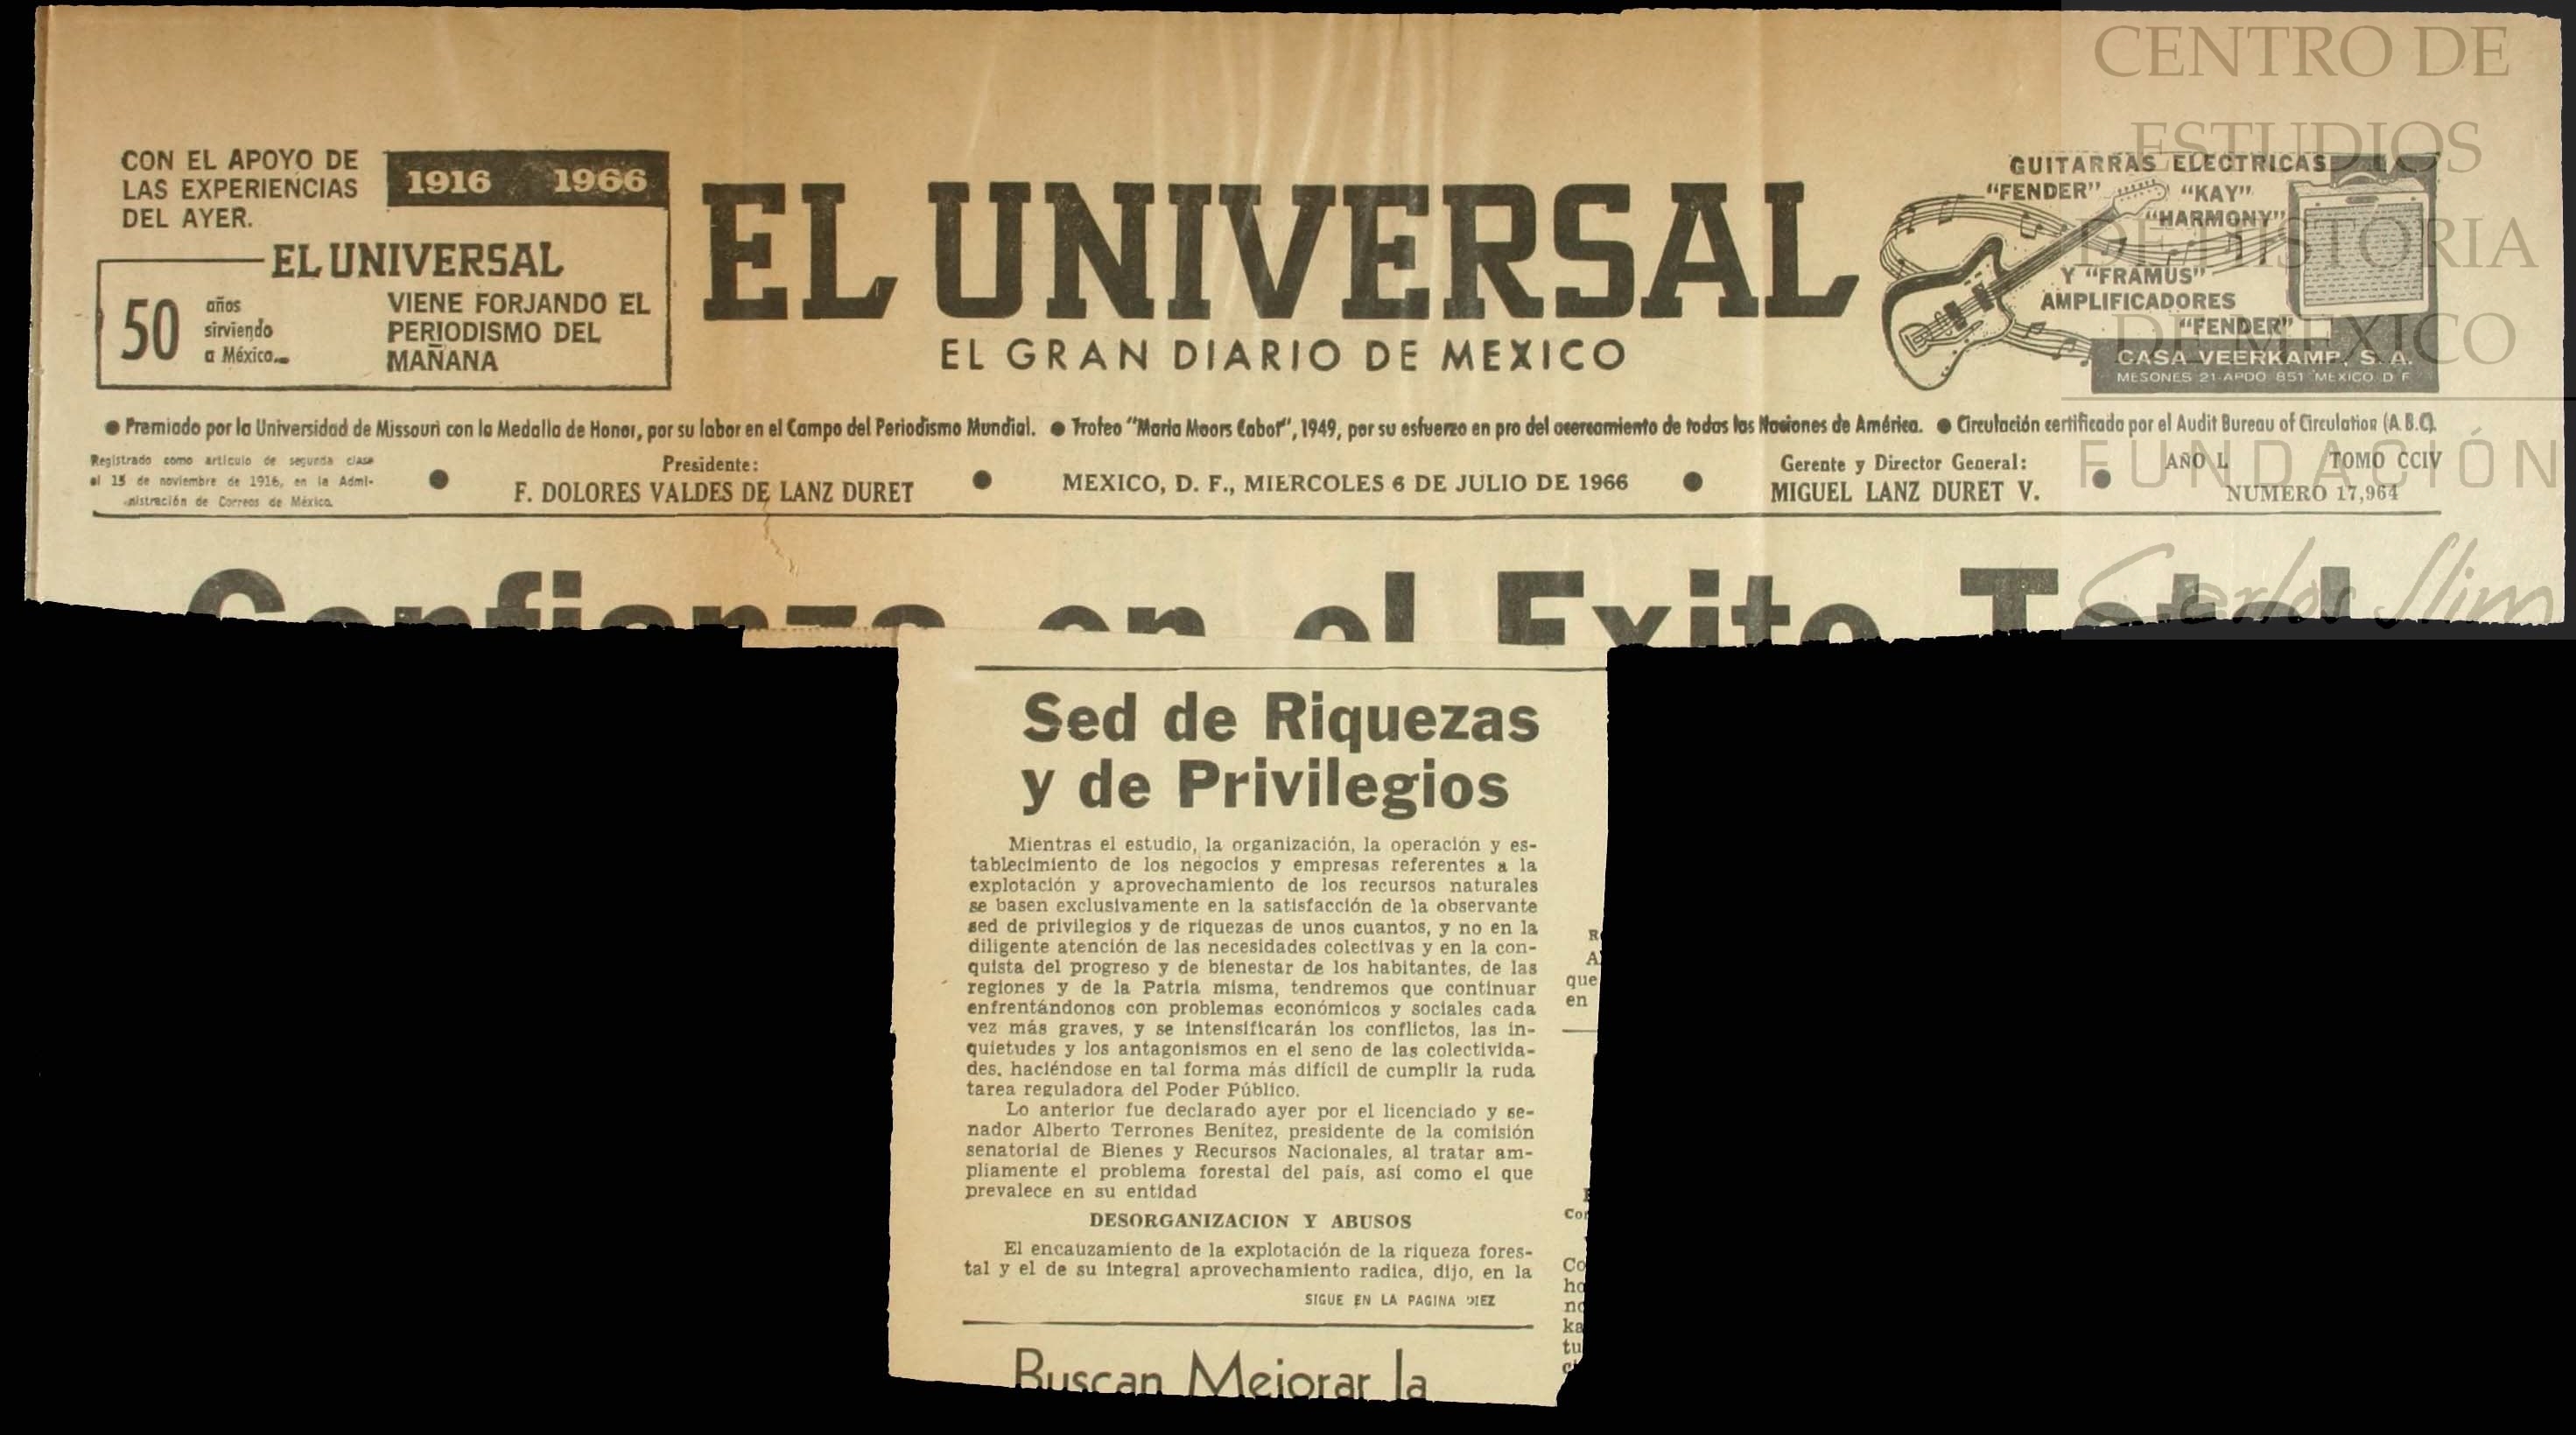 CON EL APOYO DE
LAS EXPERIENCIAS
DEL AYER.
1916 1966
EL UNIVERSAL
50 años
sirviendo
a México...
VIENE FORJANDO EL
PERIODISMO DEL
MAÑANA
EL UNIVERSAL
EL GRAN DIARIO DE MEXICO
GUITARRAS ELECTRICAS
"FENDER" "KAY"
"HARMONY"
Y "FRAMUS"
AMPLIFICADORES
"FENDER"
CASA VEERKAMP, S. A.
MESONES 21 APDO 851 MEXICO D F
● Premiado por la Universidad de Missouri con la Medalla de Honor, por su labor en el Campo del Periodismo Mundial. ● Trofeo "Maria Moors Cabot", 1949, por su esfuerzo en pro del acercamiento de todas las Naciones de América. ● Circulación certificada por el Audit Bureau of Circulation (A.B.C).
Registrado como artículo de segunda clase
el 15 de noviembre de 1916, en la Admi-
nistración de Correos de México.
Presidente:
F. DOLORES VALDES DE LANZ DURET
MEXICO, D. F., MIERCOLES 6 DE JULIO DE 1966
Gerente y Director General:
MIGUEL LANZ DURET V.
AÑO L TOMO CCIV
NUMERO 17,964
Confianza en el Exito Total
Sed de Riquezas
y de Privilegios
Mientras el estudio, la organización, la operación y es-
tablecimiento de los negocios y empresas referentes a la
explotación y aprovechamiento de los recursos naturales
se basen exclusivamente en la satisfacción de la observante
sed de privilegios y de riquezas de unos cuantos, y no en la
diligente atención de las necesidades colectivas y en la con-
quista del progreso y de bienestar de los habitantes, de las
regiones y de la Patria misma, tendremos que continuar
enfrentándonos con problemas económicos y sociales cada
vez más graves, y se intensificarán los conflictos, las in-
quietudes y los antagonismos en el seno de las colectivida-
des, haciéndose en tal forma más difícil de cumplir la ruda
tarea reguladora del Poder Público.
Lo anterior fue declarado ayer por el licenciado y se-
nador Alberto Terrones Benítez, presidente de la comisión
senatorial de Bienes y Recursos Nacionales, al tratar am-
pliamente el problema forestal del país, así como el que
prevalece en su entidad
DESORGANIZACION Y ABUSOS
El encauzamiento de la explotación de la riqueza fores-
tal y el de su integral aprovechamiento radica, dijo, en la
SIGUE EN LA PAGINA DIEZ
Buscan Mejorar la
que
en
CENTRO DE
ESTUDIOS
DE HISTORIA
DE MÉXICO
FUNDACIÓN
Carlos Slim